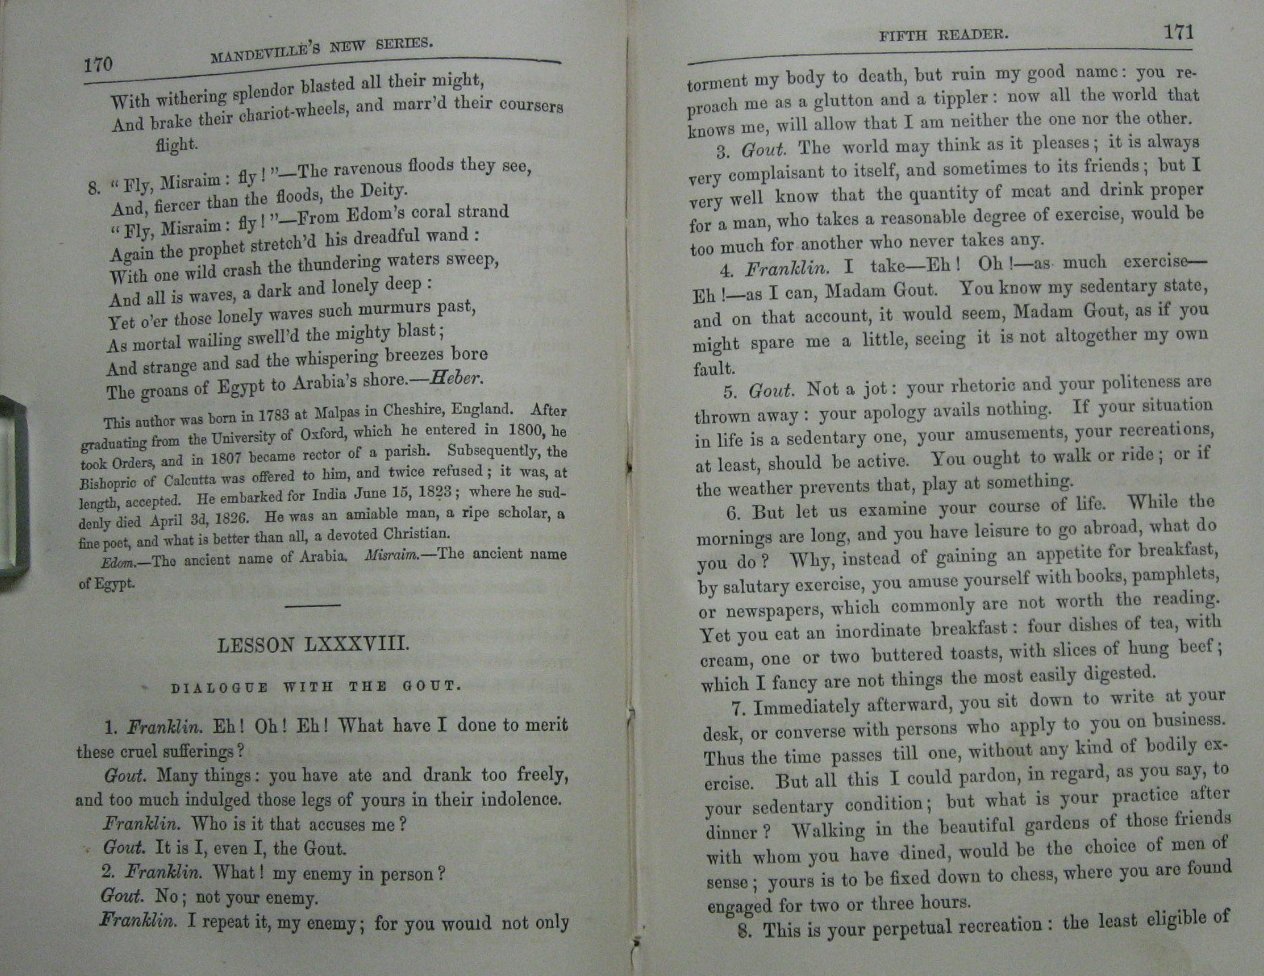 170 MANDEVILLE'S NEW SERIES.
With withering splendor blasted all their might,
And brake their chariot-wheels, and marr'd their coursers
flight.
8. “Fly, Misraim: fly!”—The ravenous floods they see,
And, fiercer than the floods, the Deity.
“Fly, Misraim: fly!”—From Edom's coral strand
Again the prophet stretch'd his dreadful wand:
With one wild crash the thundering waters sweep,
And all is waves, a dark and lonely deep:
Yet o'er those lonely waves such murmurs past,
As mortal wailing swell'd the mighty blast;
And strange and sad the whispering breezes bore
The groans of Egypt to Arabia's shore.—Heber.
This author was born in 1783 at Malpas in Cheshire, England. After
graduating from the University of Oxford, which he entered in 1800, he
took Orders, and in 1807 became rector of a parish. Subsequently, the
Bishopric of Calcutta was offered to him, and twice refused; it was, at
length, accepted. He embarked for India June 15, 1823; where he sud-
denly died April 3d, 1826. He was an amiable man, a ripe scholar, a
fine poet, and what is better than all, a devoted Christian.
Edom.—The ancient name of Arabia. Misraim.—The ancient name
of Egypt.
LESSON LXXXVIII.
DIALOGUE WITH THE GOUT.
1. Franklin. Eh! Oh! Eh! What have I done to merit
these cruel sufferings?
Gout. Many things: you have ate and drank too freely,
and too much indulged those legs of yours in their indolence.
Franklin. Who is it that accuses me?
Gout. It is I, even I, the Gout.
2. Franklin. What! my enemy in person?
Gout. No; not your enemy.
Franklin. I repeat it, my enemy; for you would not only
FIFTH READER. 171
torment my body to death, but ruin my good name: you re-
proach me as a glutton and a tippler: now all the world that
knows me, will allow that I am neither the one nor the other.
3. Gout. The world may think as it pleases; it is always
very complaisant to itself, and sometimes to its friends; but I
very well know that the quantity of meat and drink proper
for a man, who takes a reasonable degree of exercise, would be
too much for another who never takes any.
4. Franklin. I take—Eh! Oh!—as much exercise—
Eh!—as I can, Madam Gout. You know my sedentary state,
and on that account, it would seem, Madam Gout, as if you
might spare me a little, seeing it is not altogether my own
fault.
5. Gout. Not a jot: your rhetoric and your politeness are
thrown away: your apology avails nothing. If your situation
in life is a sedentary one, your amusements, your recreations,
at least, should be active. You ought to walk or ride; or if
the weather prevents that, play at something.
6. But let us examine your course of life. While the
mornings are long, and you have leisure to go abroad, what do
you do? Why, instead of gaining an appetite for breakfast,
by salutary exercise, you amuse yourself with books, pamphlets,
or newspapers, which commonly are not worth the reading.
Yet you eat an inordinate breakfast: four dishes of tea, with
cream, one or two buttered toasts, with slices of hung beef;
which I fancy are not things the most easily digested.
7. Immediately afterward, you sit down to write at your
desk, or converse with persons who apply to you on business.
Thus the time passes till one, without any kind of bodily ex-
ercise. But all this I could pardon, in regard, as you say, to
your sedentary condition; but what is your practice after
dinner? Walking in the beautiful gardens of those friends
with whom you have dined, would be the choice of men of
sense; yours is to be fixed down to chess, where you are found
engaged for two or three hours.
8. This is your perpetual recreation: the least eligible of